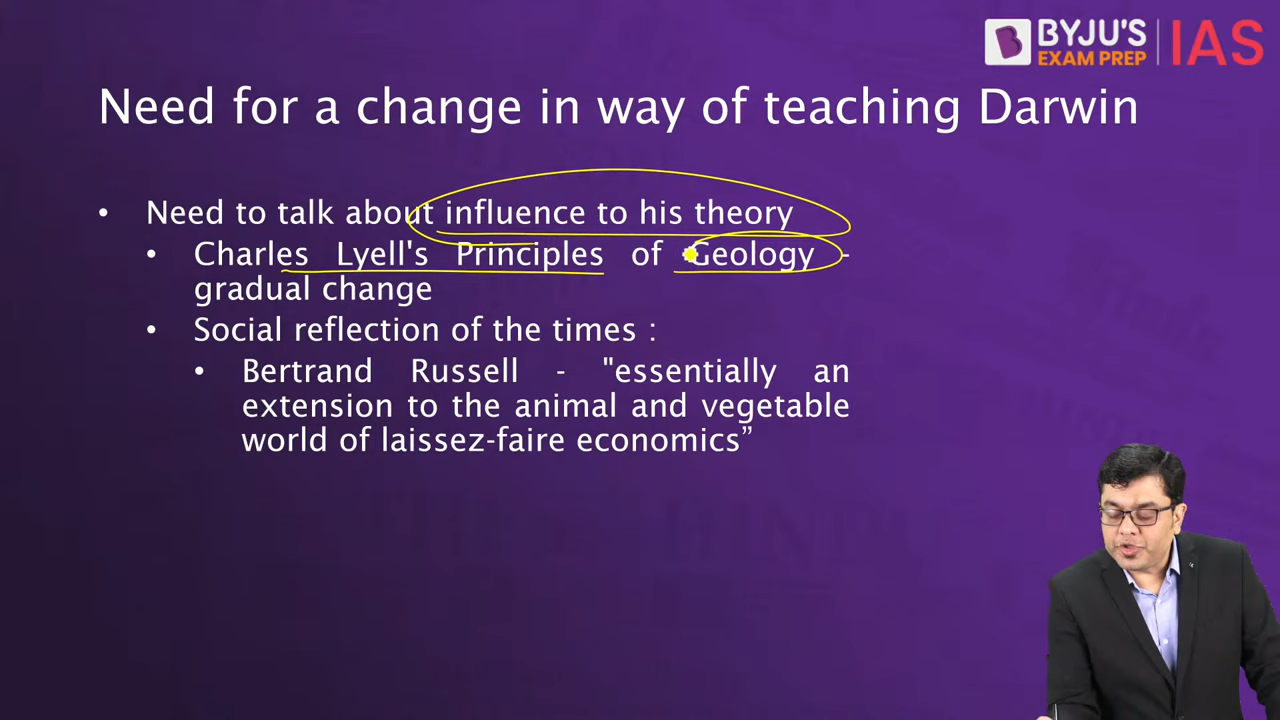 BYJU'S
EXAM PREP
IAS
Need for a change in way of teaching Darwin
• Need to talk about influence to his theory
• Charles Lyell's Principles of Geology -
gradual change
• Social reflection of the times :
• Bertrand Russell - "essentially an
extension to the animal and vegetable
world of laissez-faire economics”